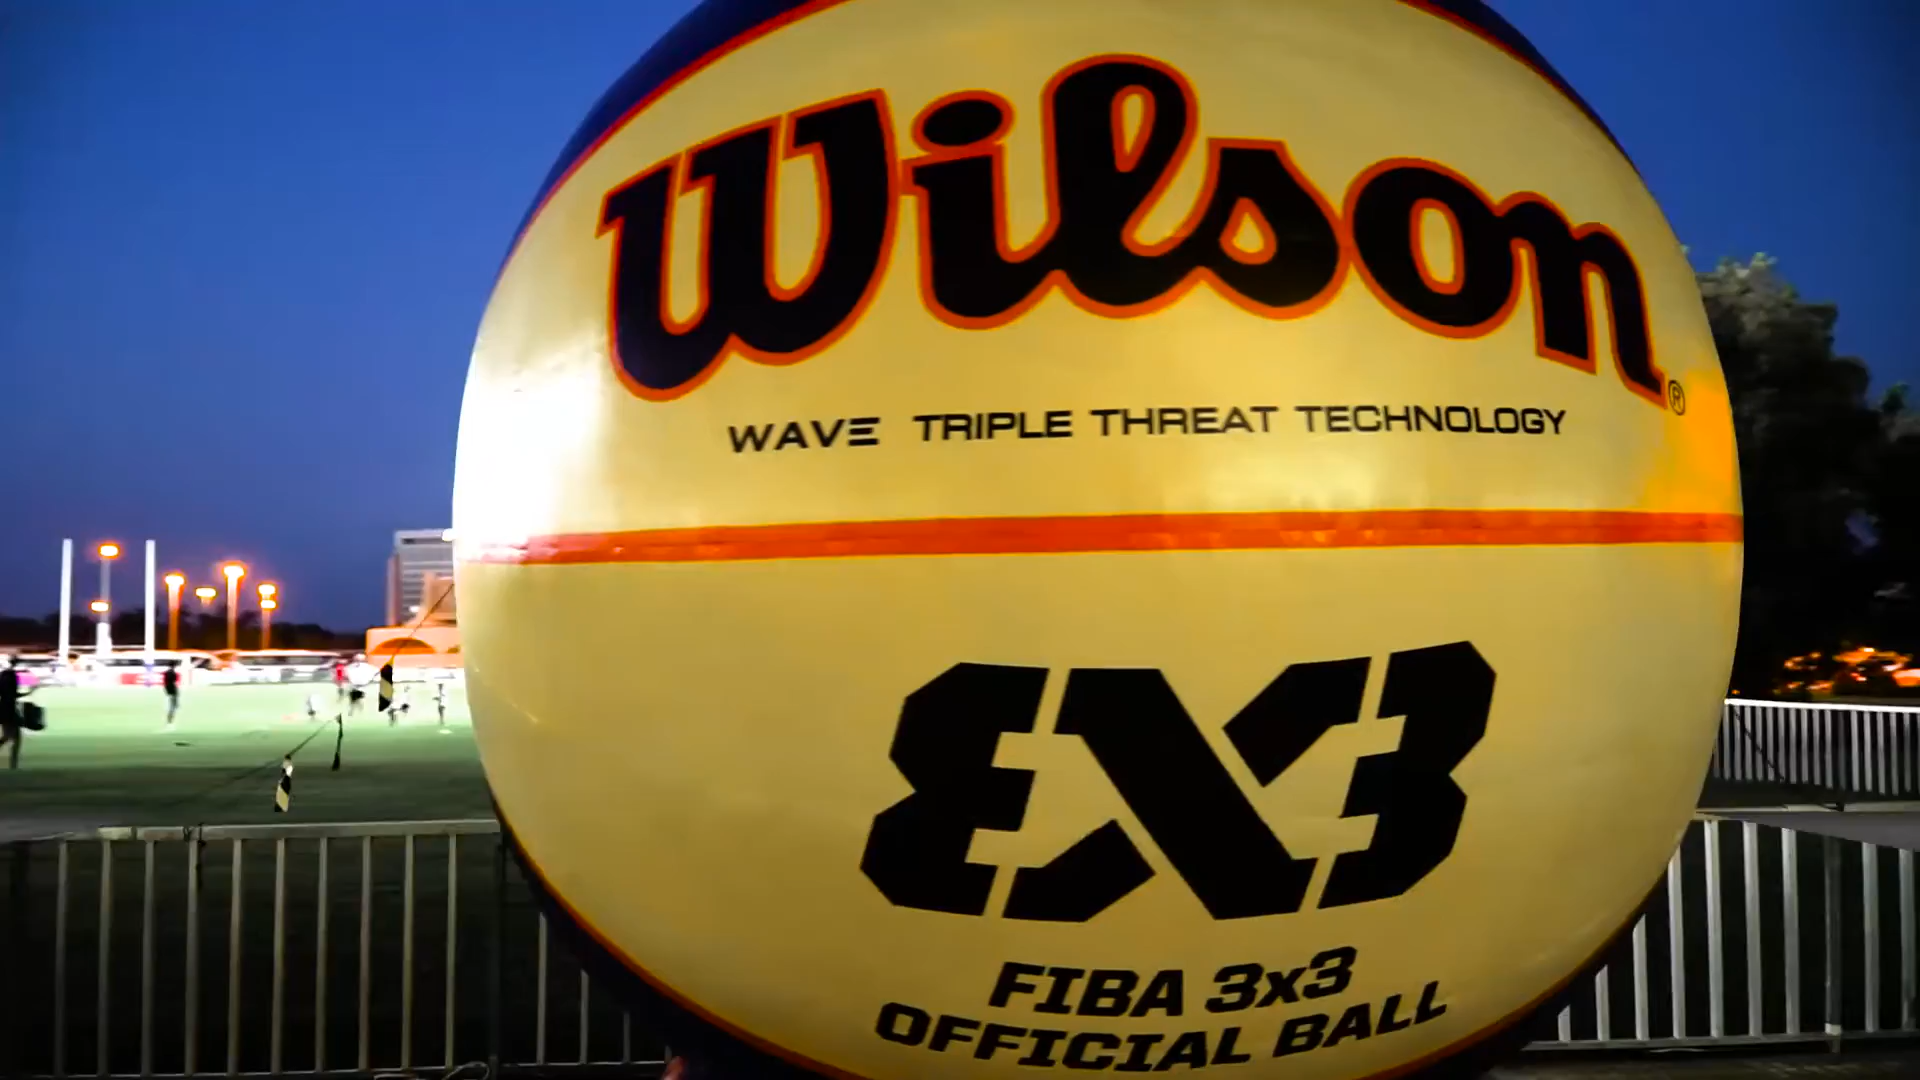 Wilson®
WAVE TRIPLE THREAT TECHNOLOGY
3X3
FIBA 3x3
OFFICIAL BALL